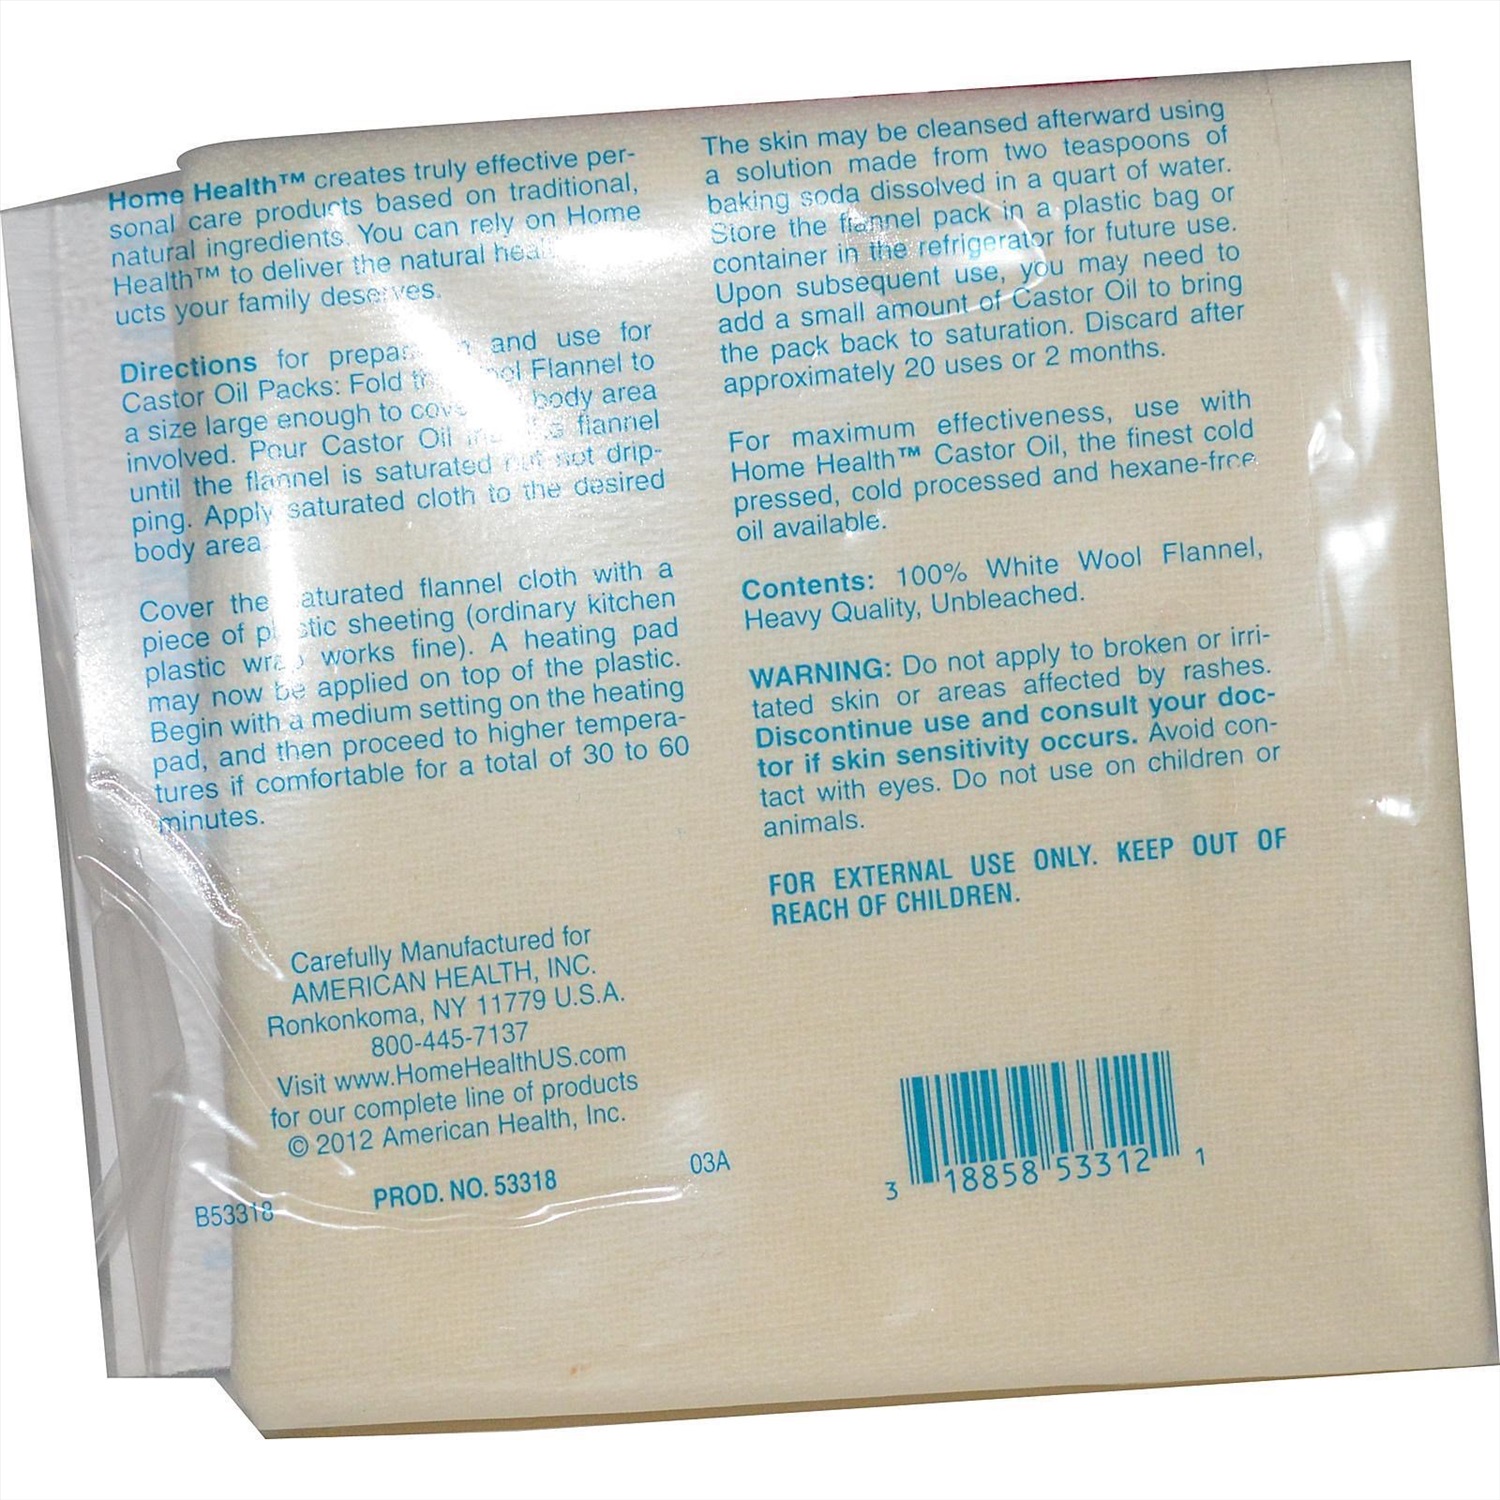 Home Health™ creates truly effective per-
sonal care products based on traditional,
natural ingredients. You can rely on Home
Health™ to deliver the natural
ucts your family deserves.
Directions for and use for
Castor Oil Packs: Fold Flannel to
a size large enough to body area
involved. Pour Castor Oil flannel
until the flannel is saturated but not drip-
ping. Apply saturated cloth to the desired
body area
Cover the saturated flannel cloth with a
piece of plastic sheeting (ordinary kitchen
plastic wrap works fine). A heating pad
may now be applied on top of the plastic.
Begin with a medium setting on the heating
pad, and then proceed to higher tempera-
tures if comfortable for a total of 30 to 60
minutes.
Carefully Manufactured for
AMERICAN HEALTH, INC.
Ronkonkoma, NY 11779 U.S.A.
800-445-7137
Visit www.HomeHealthUS.com
for our complete line of products
© 2012 American Health, Inc.
PROD. NO. 53318
03A
B53318
The skin may be cleansed afterward using
a solution made from two teaspoons of
baking soda dissolved in a quart of water.
Store the flannel pack in a plastic bag or
container in the refrigerator for future use.
Upon subsequent use, you may need to
add a small amount of Castor Oil to bring
the pack back to saturation. Discard after
approximately 20 uses or 2 months.
For maximum effectiveness, use with
Home Health™ Castor Oil, the finest cold
pressed, cold processed and hexane-free
oil available.
Contents: 100% White Wool Flannel,
Heavy Quality, Unbleached.
WARNING: Do not apply to broken or irri-
tated skin or areas affected by rashes.
Discontinue use and consult your doc-
tor if skin sensitivity occurs. Avoid con-
tact with eyes. Do not use on children or
animals.
FOR EXTERNAL USE ONLY. KEEP OUT OF
REACH OF CHILDREN.
3 18858 53312 1